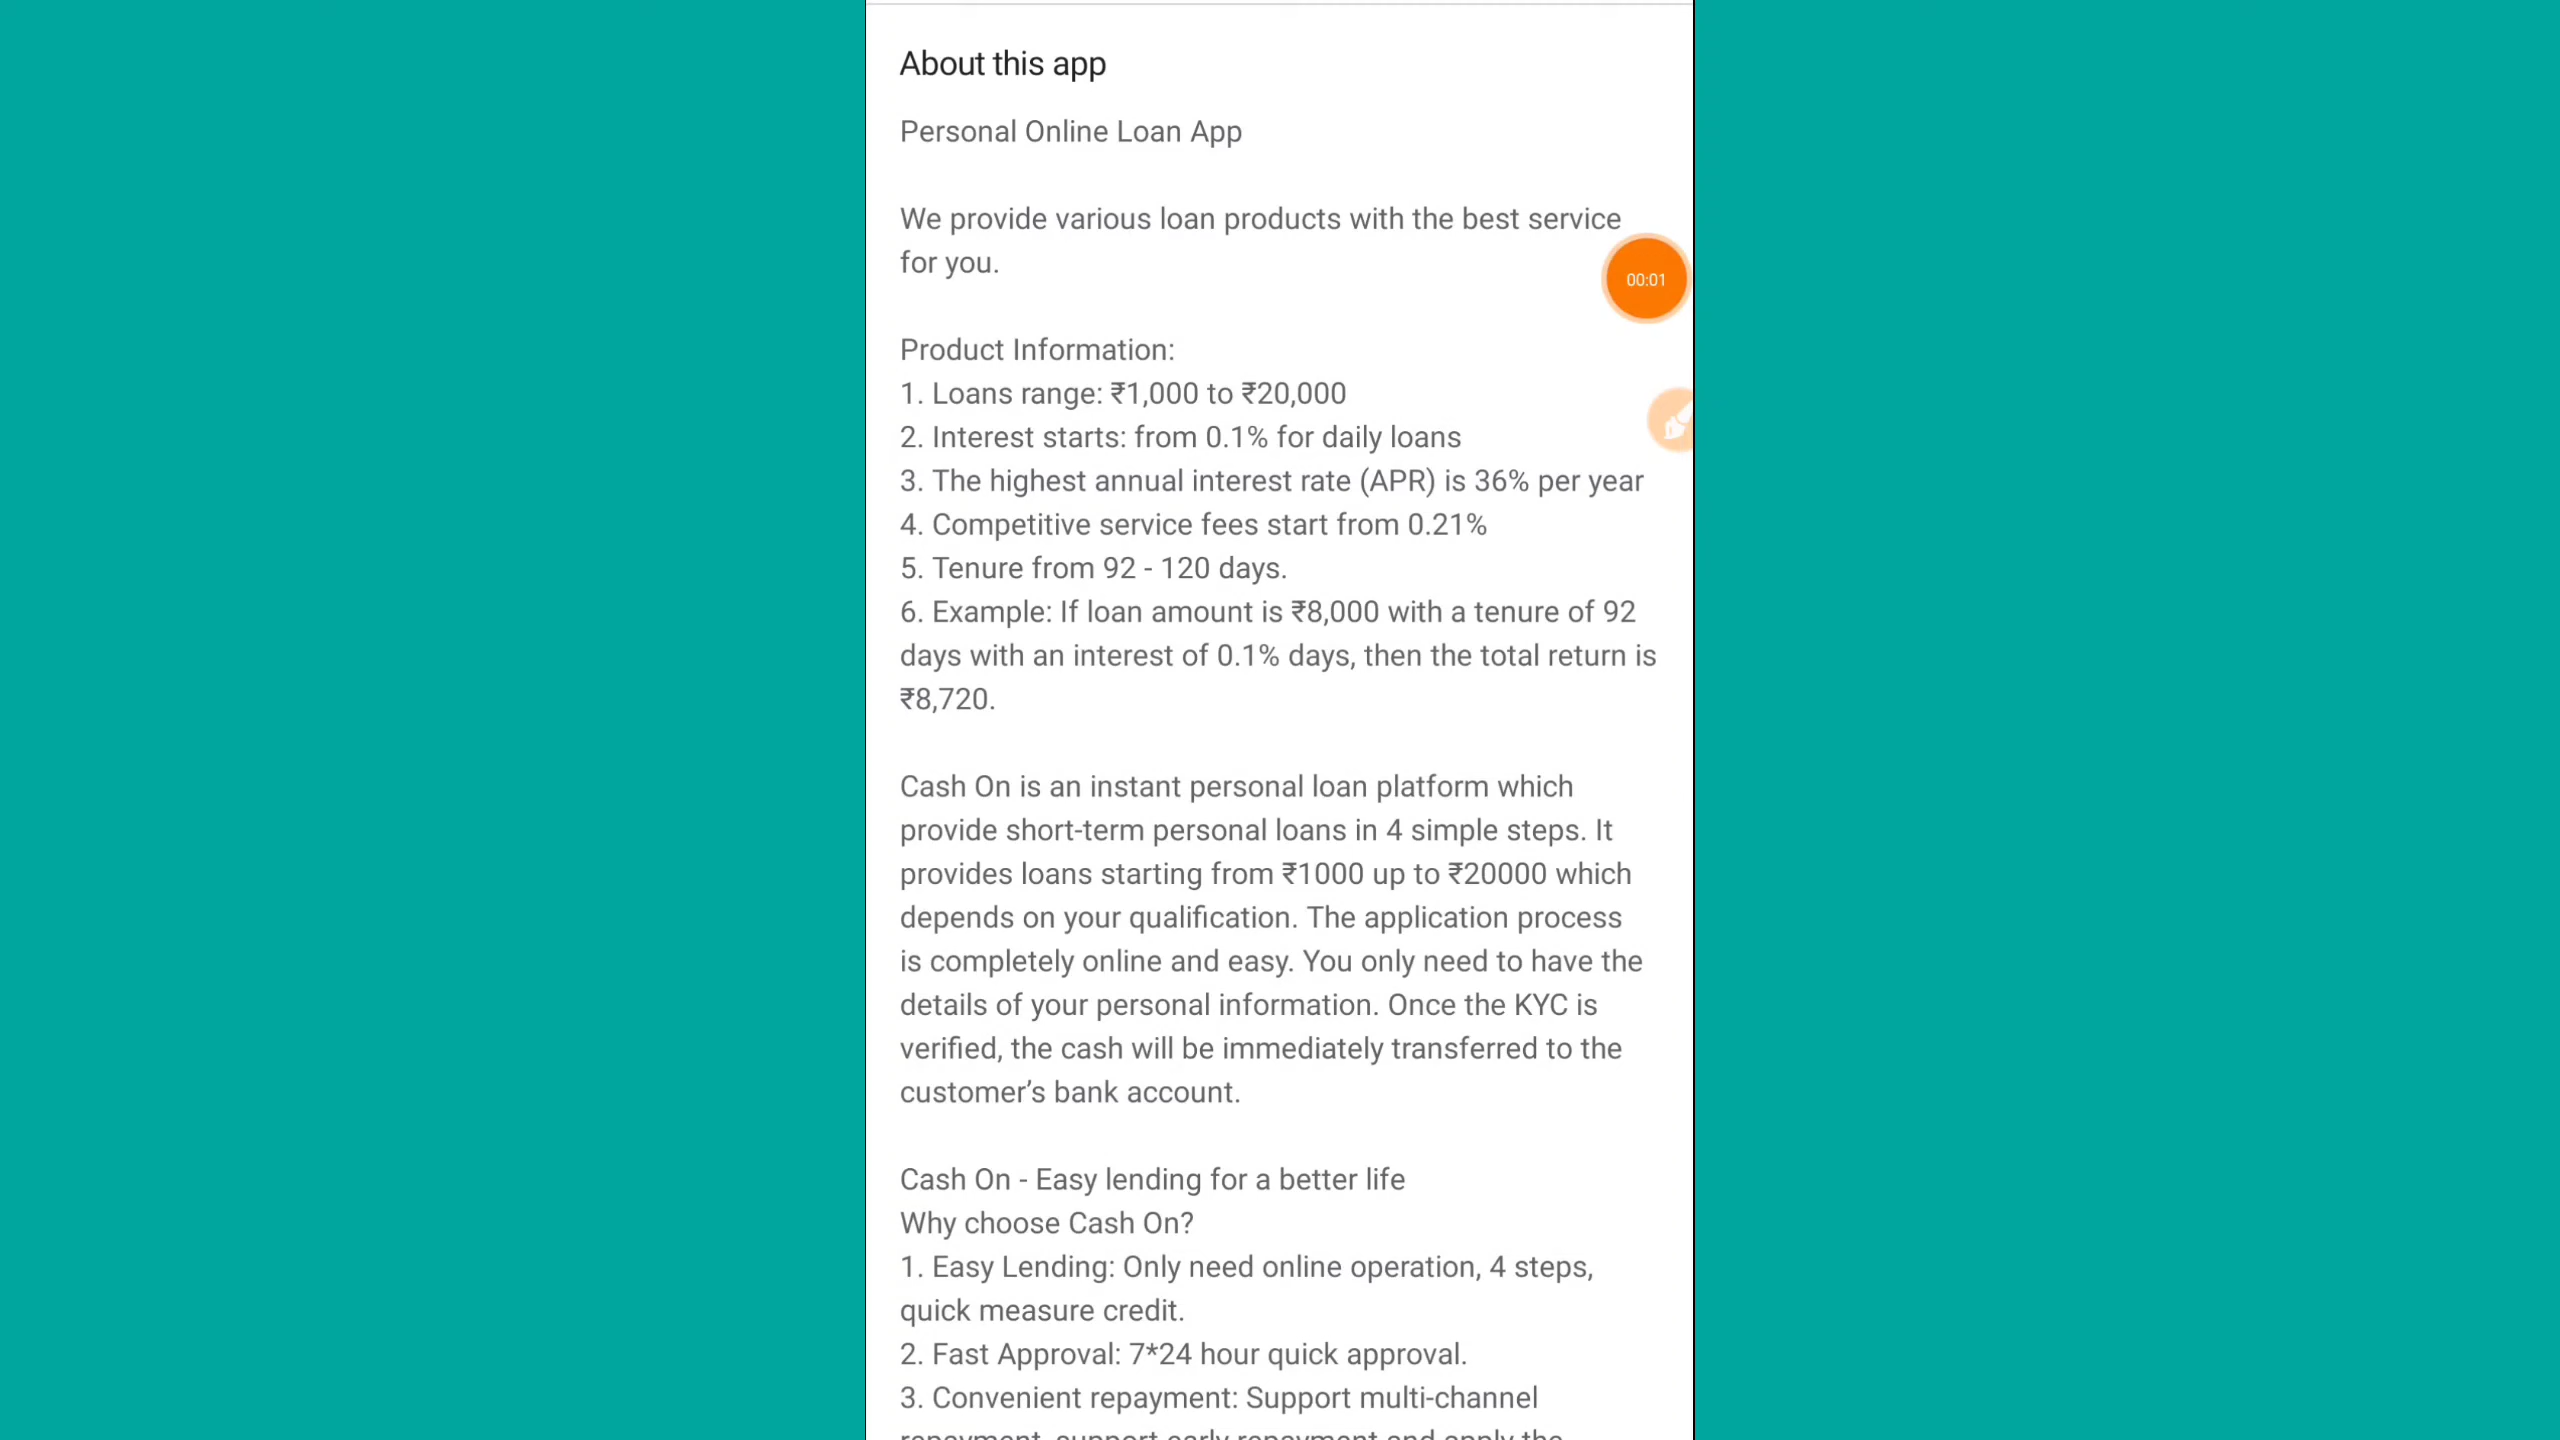 About this app
Personal Online Loan App
We provide various loan products with the best service
for you.
00:01
Product Information:
1. Loans range: ₹1,000 to ₹20,000
2. Interest starts: from 0.1% for daily loans
3. The highest annual interest rate (APR) is 36% per year
4. Competitive service fees start from 0.21%
5. Tenure from 92 - 120 days.
6. Example: If loan amount is ₹8,000 with a tenure of 92
days with an interest of 0.1% days, then the total return is
₹8,720.
Cash On is an instant personal loan platform which
provide short-term personal loans in 4 simple steps. It
provides loans starting from ₹1000 up to ₹20000 which
depends on your qualification. The application process
is completely online and easy. You only need to have the
details of your personal information. Once the KYC is
verified, the cash will be immediately transferred to the
customer’s bank account.
Cash On - Easy lending for a better life
Why choose Cash On?
1. Easy Lending: Only need online operation, 4 steps,
quick measure credit.
2. Fast Approval: 7*24 hour quick approval.
3. Convenient repayment: Support multi-channel
repayment, support early repayment and apply the